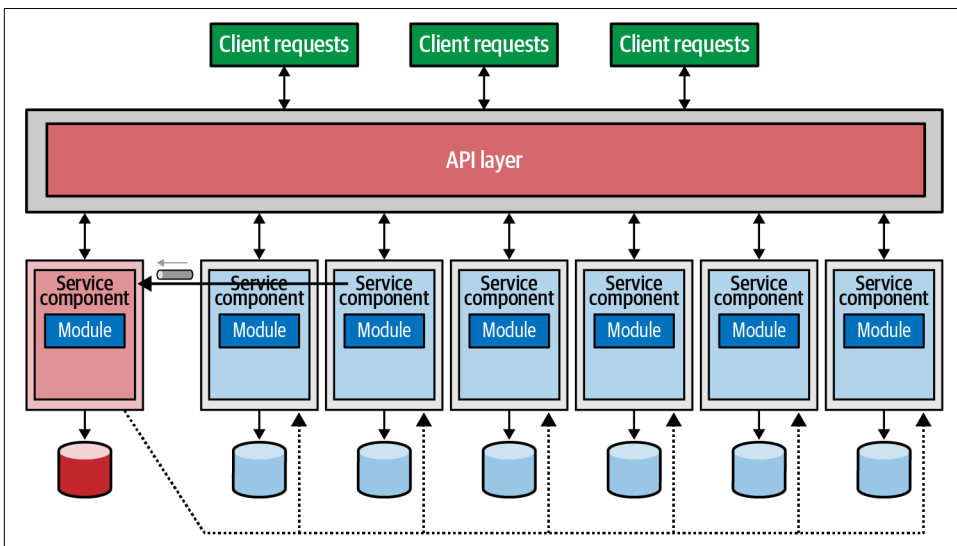 Client requests
Client requests
Client requests
API layer
Service
component
Module
Service
component
Module
Service
component
Module
Service
component
Module
Service
component
Module
Service
component
Module
Service
component
Module